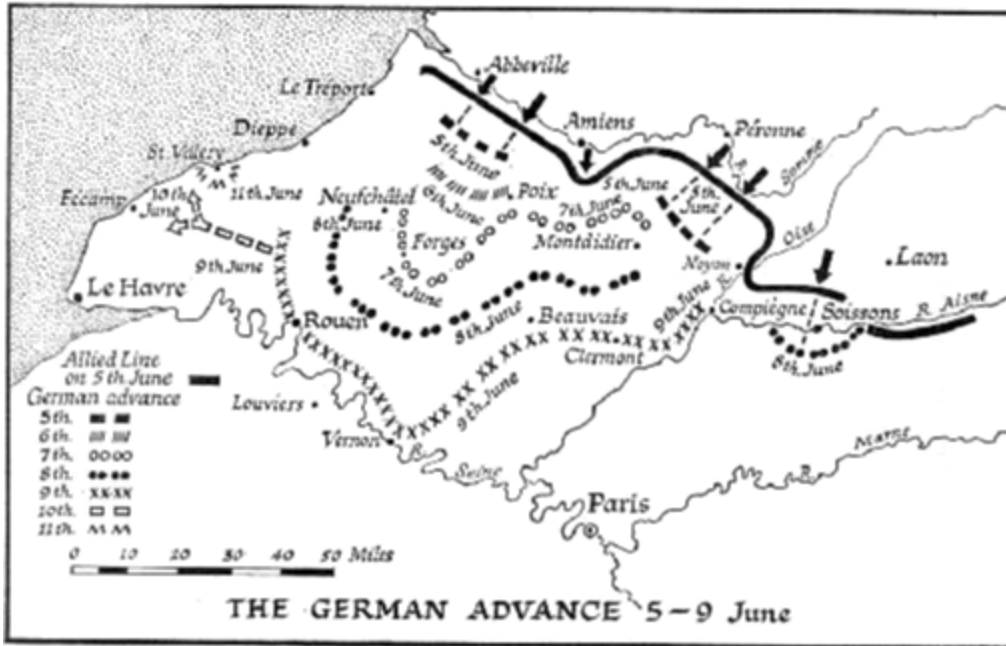 Abbeville
Le Tréport
Amiens
Péronne
Dieppe
5th June
R.
Somme
St. Valery
11th June
10th
June
Fécamp
Neufchâtel
8th June
6th June
Poix
7th June
5th June
5th
June
Forges
Montdidier
Oise
R.
Noyon
Laon
9th June
7th June
Le Havre
Rouen
8th June
Beauvais
9th June
Compiègne
Soissons
R. Aisne
Clermont
8th June
Allied Line
on 5th June
German advance
5th.
6th.
7th.
8th.
9th.
10th.
11th.
Louviers
9th June
Vernon
R.
Seine
Marne
R.
Paris
0 10 20 30 40 50 Miles
THE GERMAN ADVANCE 5–9 June